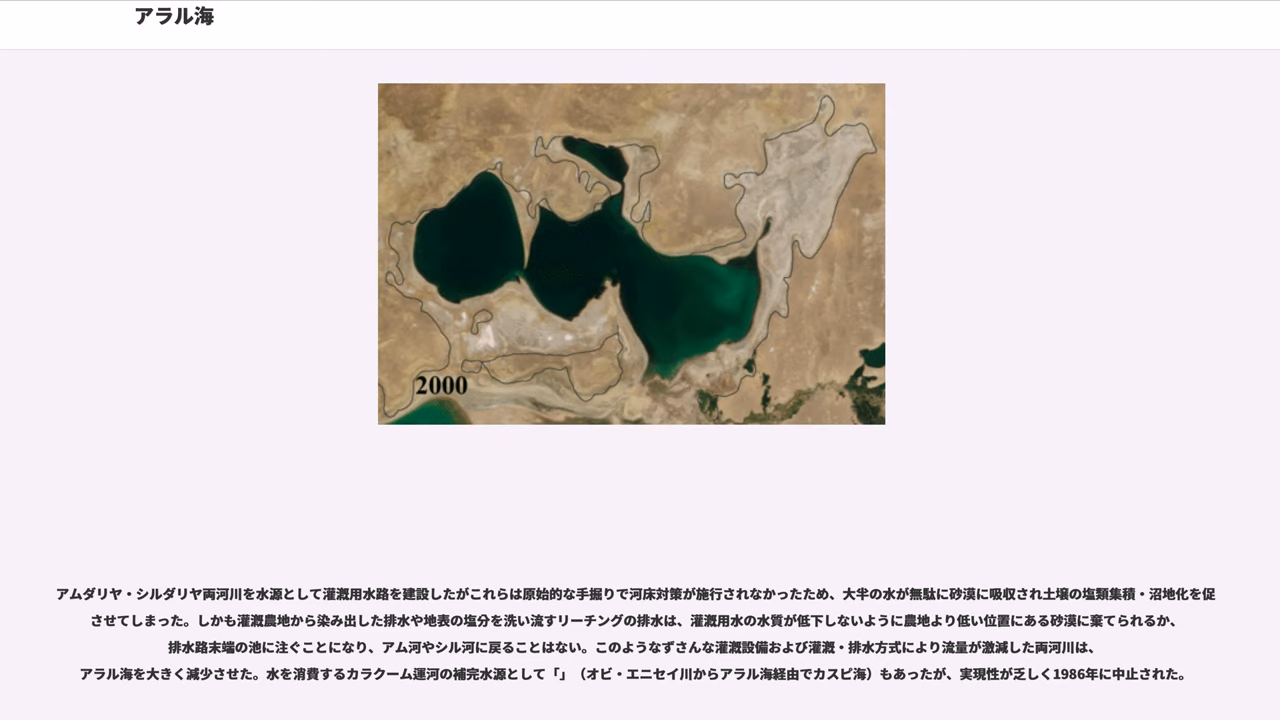 アラル海
2000
アムダリヤ・シルダリヤ両河川を水源として灌漑用水路を建設したがこれらは原始的な手掘りで河床対策が施行されなかったため、大半の水が無駄に砂漠に吸収され土壌の塩類集積・沼地化を促
させてしまった。しかも灌漑農地から染み出した排水や地表の塩分を洗い流すリーチングの排水は、灌漑用水の水質が低下しないように農地より低い位置にある砂漠に棄てられるか、
排水路末端の池に注ぐことになり、アム河やシル河に戻ることはない。このようなずさんな灌漑設備および灌漑・排水方式により流量が激減した両河川は、
アラル海を大きく減少させた。水を消費するカラクーム運河の補完水源として「」（オビ・エニセイ川からアラル海経由でカスピ海）もあったが、実現性が乏しく1986年に中止された。